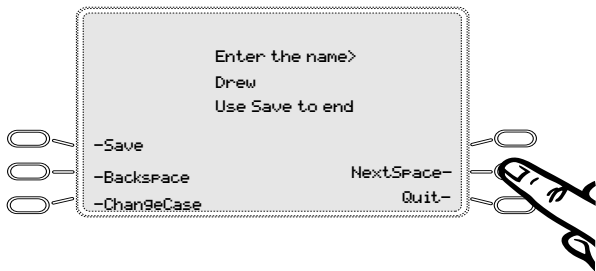 Enter the name>
Drew
Use Save to end
-Save
-Backspace
NextSpace-
-ChangeCase
Quit-